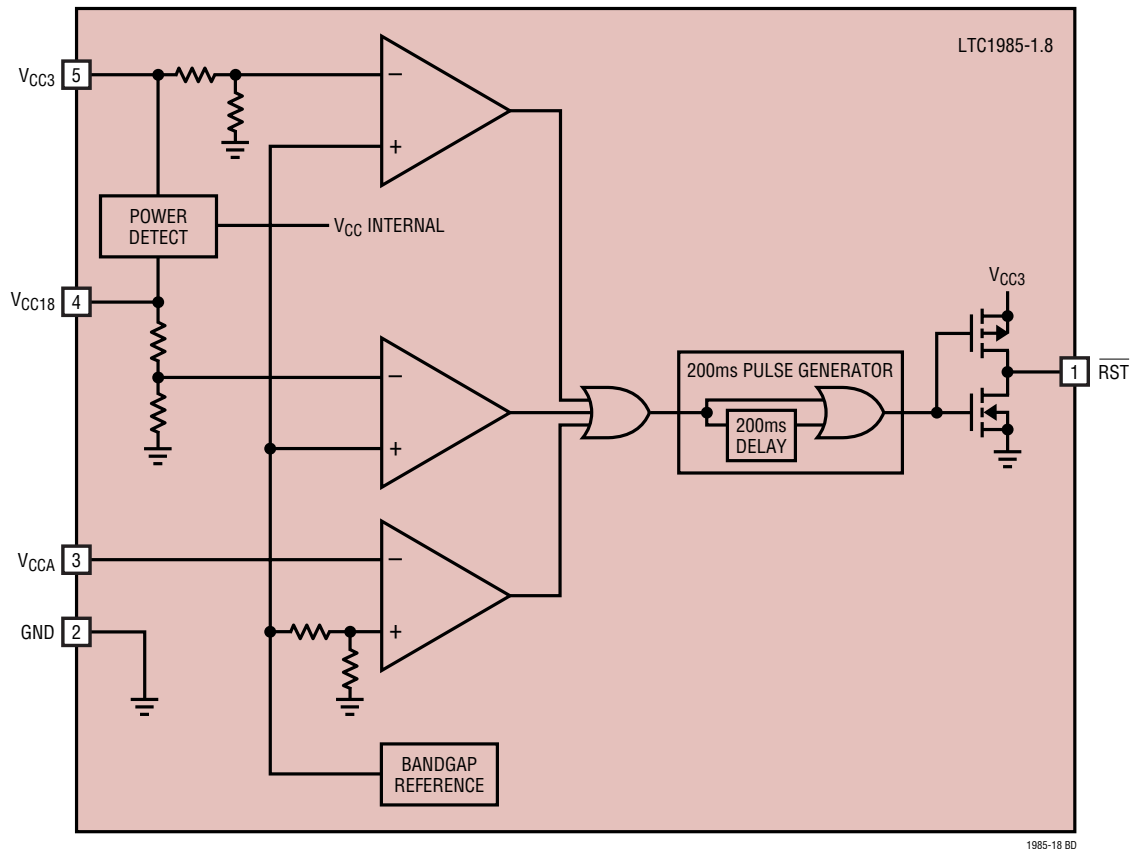 LTC1985-1.8
VCC3 5
−
+
POWER
DETECT
VCC INTERNAL
VCC18 4
−
+
VCC3
200ms PULSE GENERATOR
200ms
DELAY
1 RST
VCCA 3
−
GND 2
+
BANDGAP
REFERENCE
1985-18 BD